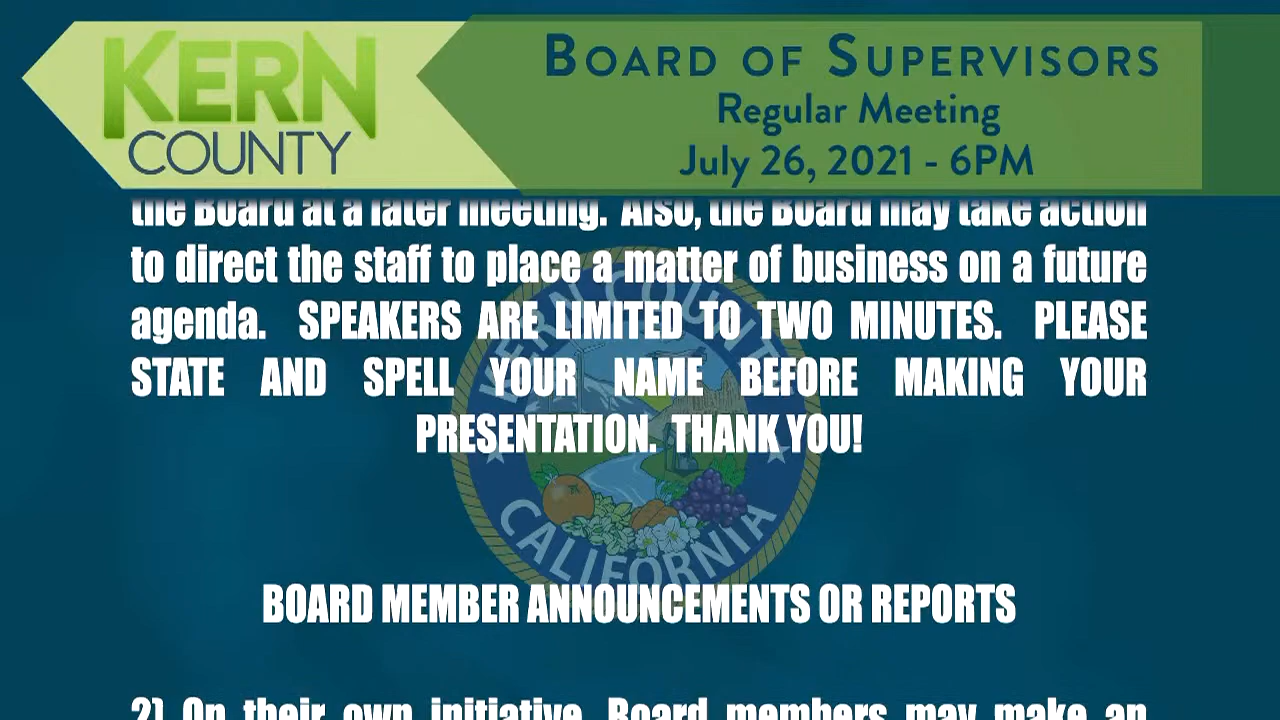 KERN
COUNTY
BOARD OF SUPERVISORS
Regular Meeting
July 26, 2021 - 6PM
the Board at a later meeting. Also, the Board may take action
to direct the staff to place a matter of business on a future
agenda. SPEAKERS ARE LIMITED TO TWO MINUTES. PLEASE
STATE AND SPELL YOUR NAME BEFORE MAKING YOUR
PRESENTATION. THANK YOU!
KERN COUNTY
CALIFORNIA
BOARD MEMBER ANNOUNCEMENTS OR REPORTS
2) On their own initiative, Board members may make an